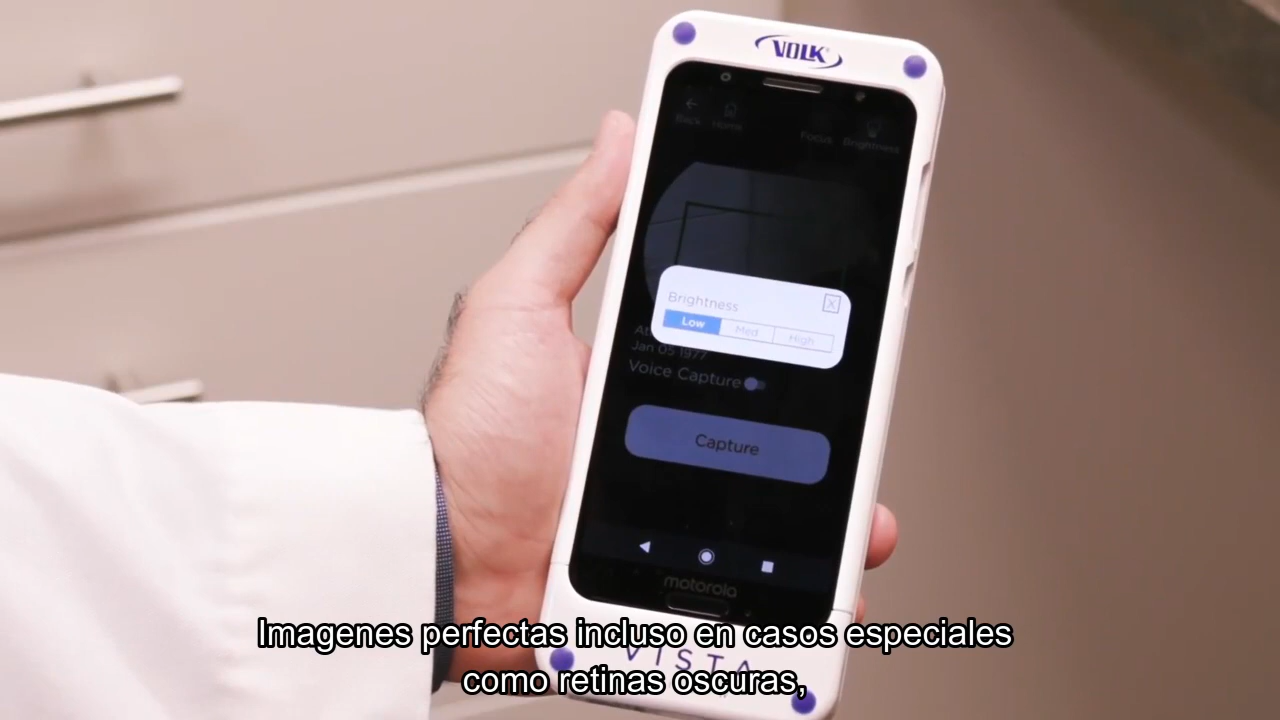 VOLK
Back Home
Focus Brightness
Brightness X
Low Med High
Jan 05 1977
Voice Capture
Capture
motorola
VISTA
Imagenes perfectas incluso en casos especiales
como retinas oscuras,